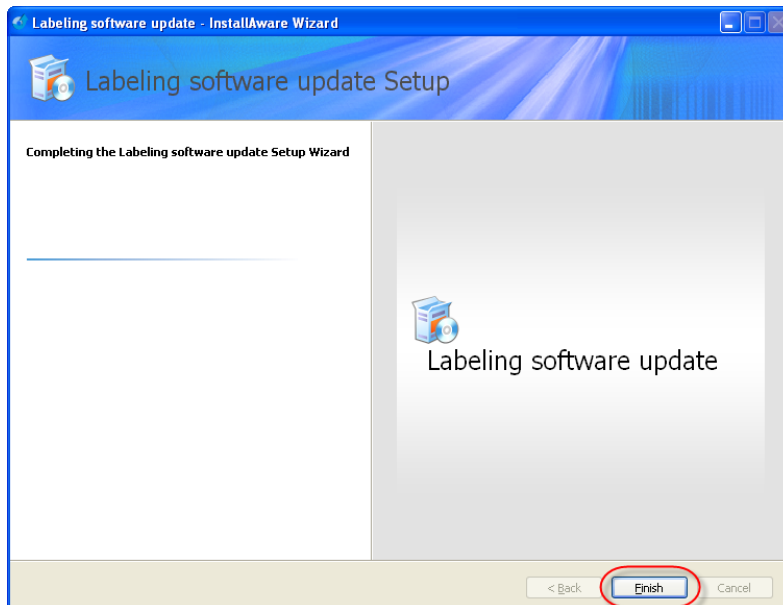 Labeling software update - InstallAware Wizard
Labeling software update Setup
Completing the Labeling software update Setup Wizard
Labeling software update
< Back Finish Cancel